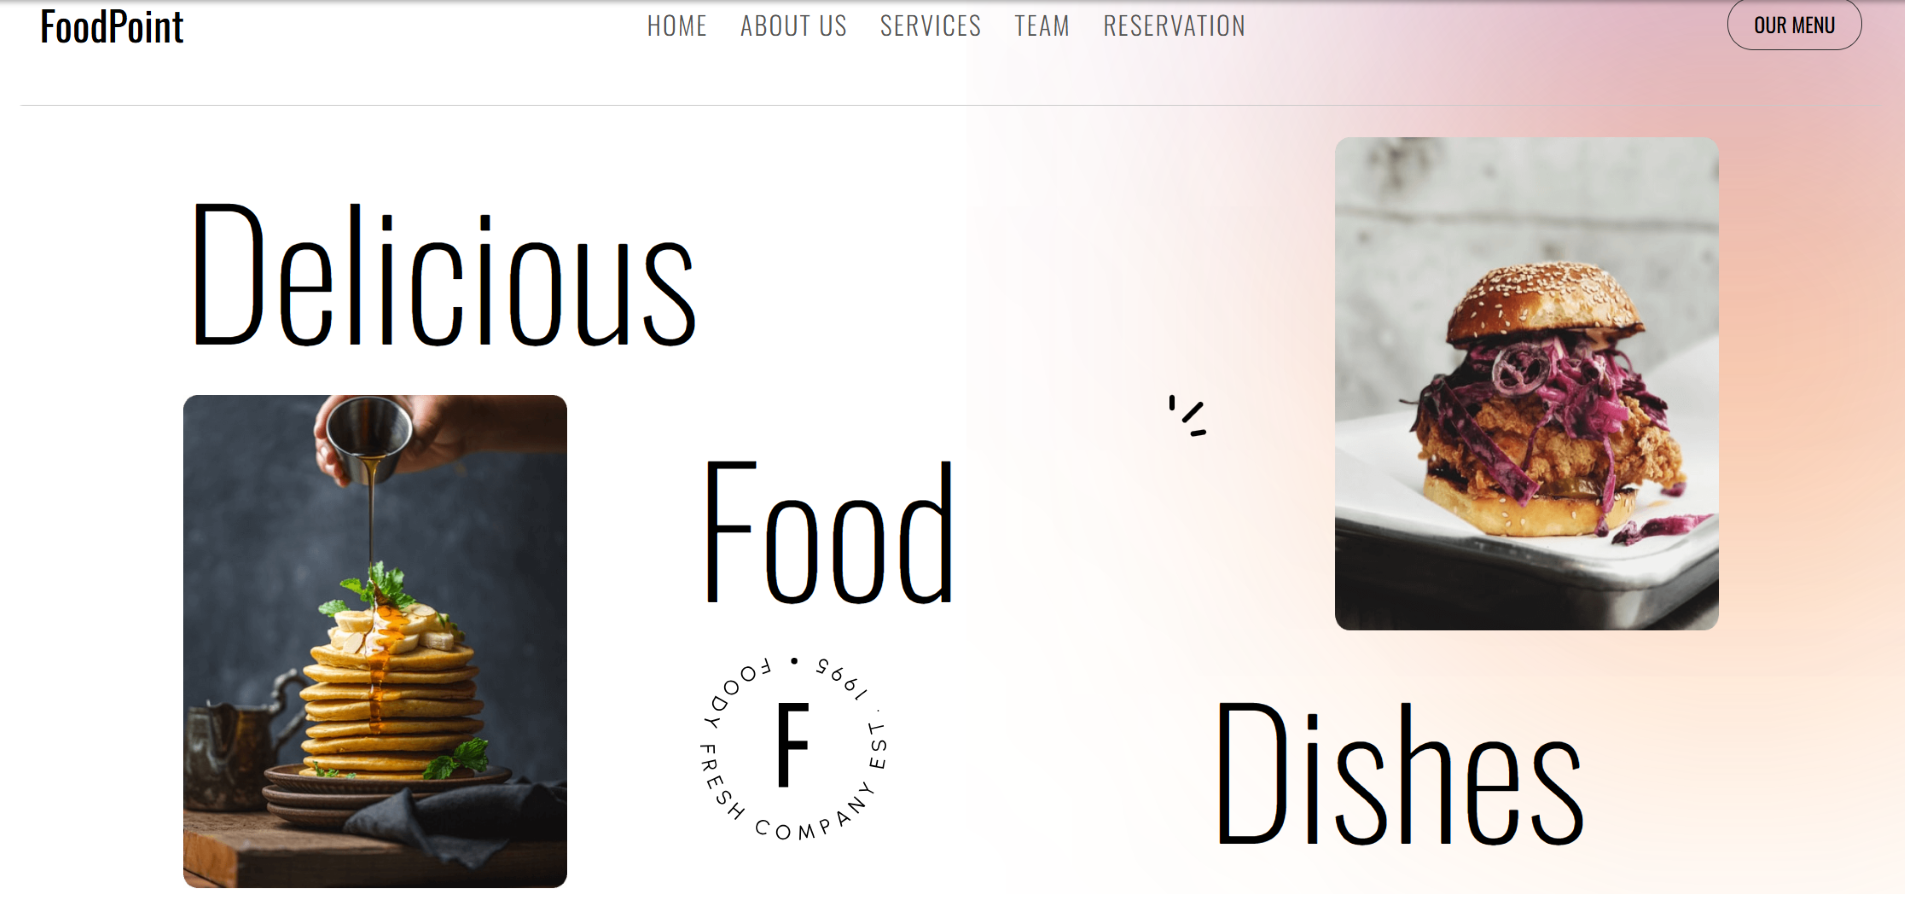 FoodPoint
HOME
ABOUT US
SERVICES
TEAM
RESERVATION
OUR MENU
Delicious
Food
FOODY FRESH COMPANY EST . 1995 •
F
Dishes